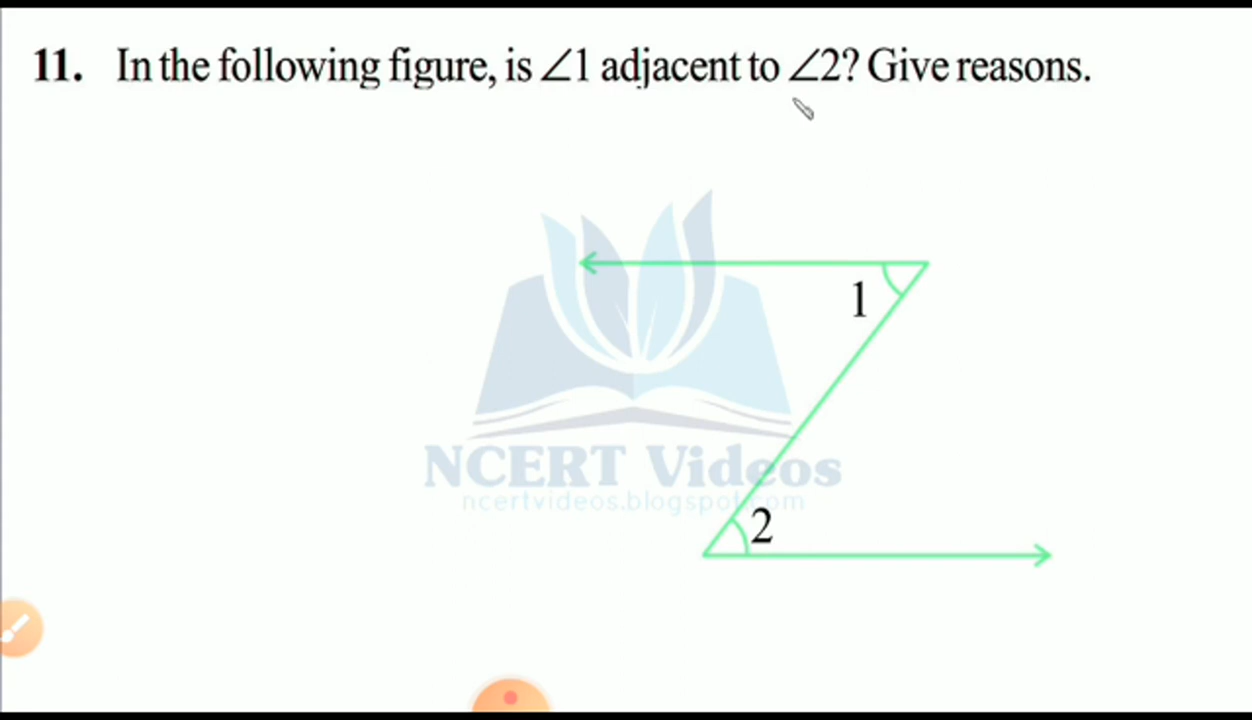 11. In the following figure, is ∠1 adjacent to ∠2? Give reasons.
1
NCERT Videos
ncertvideos.blogspot.com
2